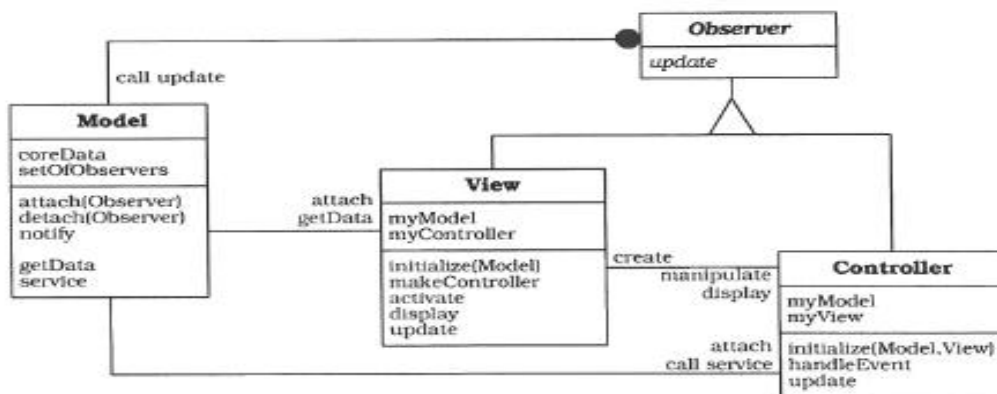 Observer
update
call update
Model
coreData
setOfObservers
attach(Observer)
detach(Observer)
notify
getData
service
attach
getData
View
myModel
myController
initialize(Model)
makeController
activate
display
update
create
manipulate
display
Controller
myModel
myView
initialize(Model,View)
handleEvent
update
attach
call service